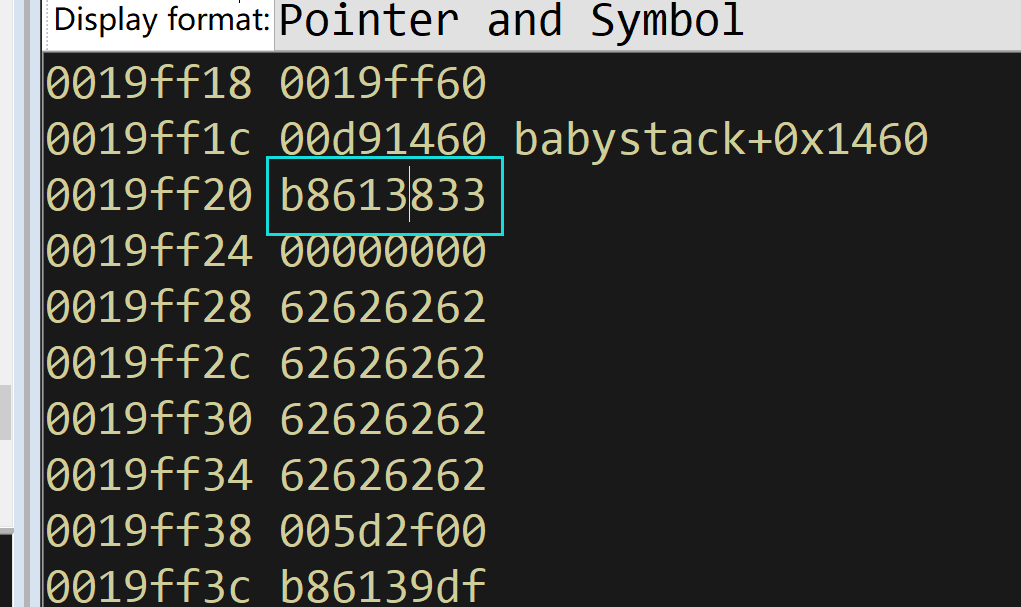 Display format: Pointer and Symbol
0019ff18 0019ff60
0019ff1c 00d91460 babystack+0x1460
0019ff20 b8613833
0019ff24 00000000
0019ff28 62626262
0019ff2c 62626262
0019ff30 62626262
0019ff34 62626262
0019ff38 005d2f00
0019ff3c b86139df